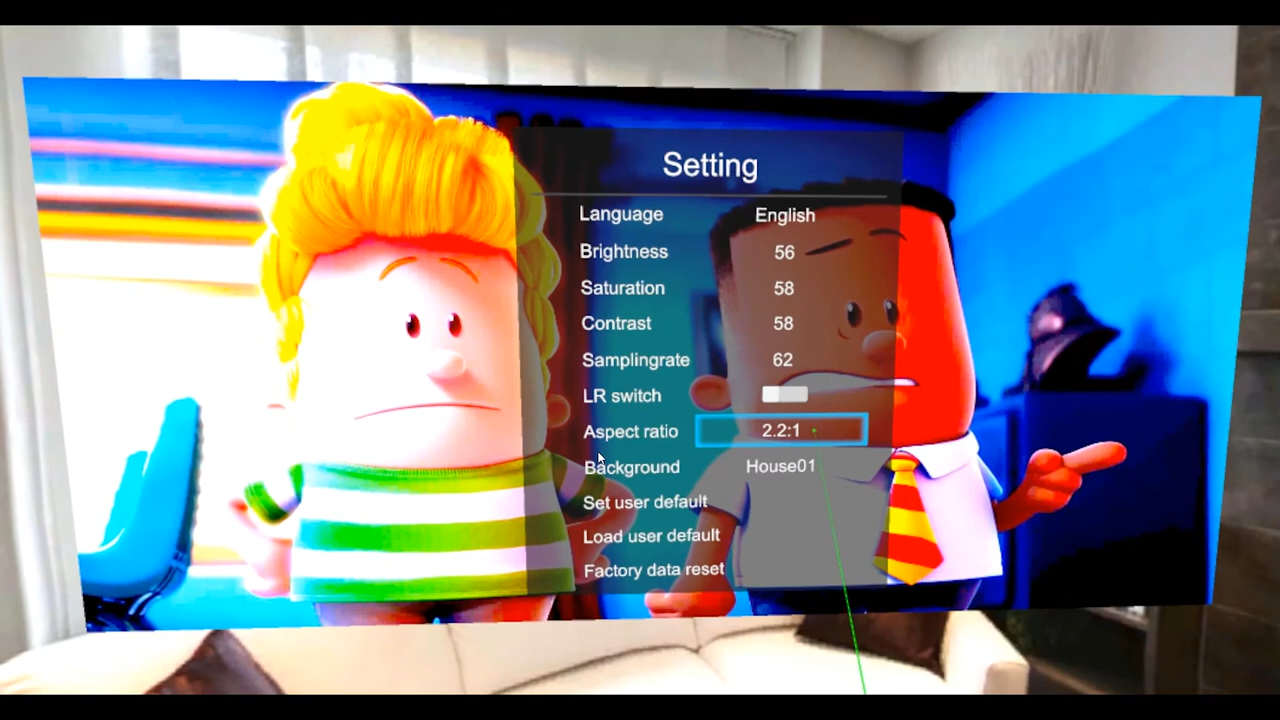 Setting
Language English
Brightness 56
Saturation 58
Contrast 58
Samplingrate 62
LR switch
Aspect ratio 2.2:1
Background House01
Set user default
Load user default
Factory data reset